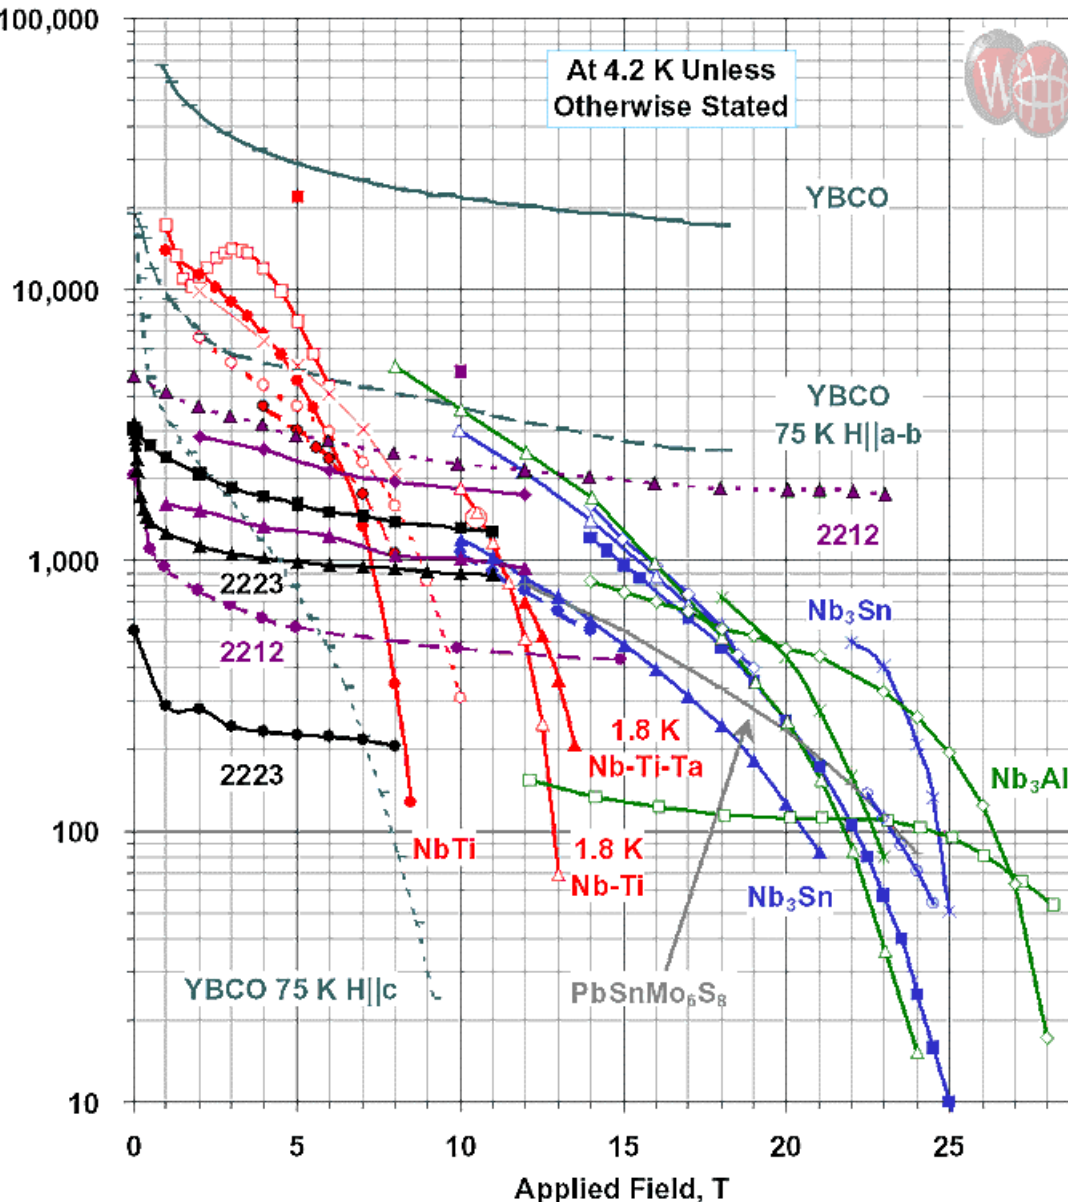 100,000
At 4.2 K Unless
Otherwise Stated
W
YBCO
10,000
YBCO
75 K H||a-b
2212
1,000
2223
Nb₃Sn
2212
1.8 K
Nb-Ti-Ta
2223
Nb₃Al
100
NbTi
1.8 K
Nb-Ti
Nb₃Sn
YBCO 75 K H||c
PbSnMo₆S₈
10
0
5
10
15
20
25
Applied Field, T